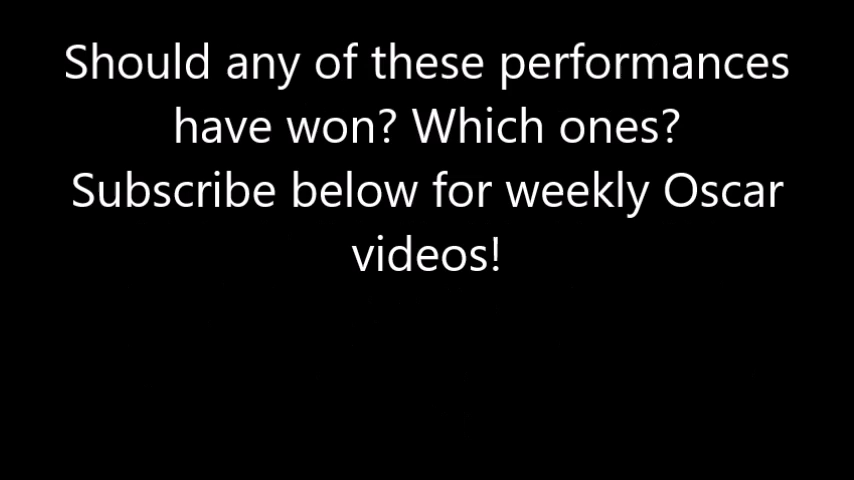 Should any of these performances
have won? Which ones?
Subscribe below for weekly Oscar
videos!